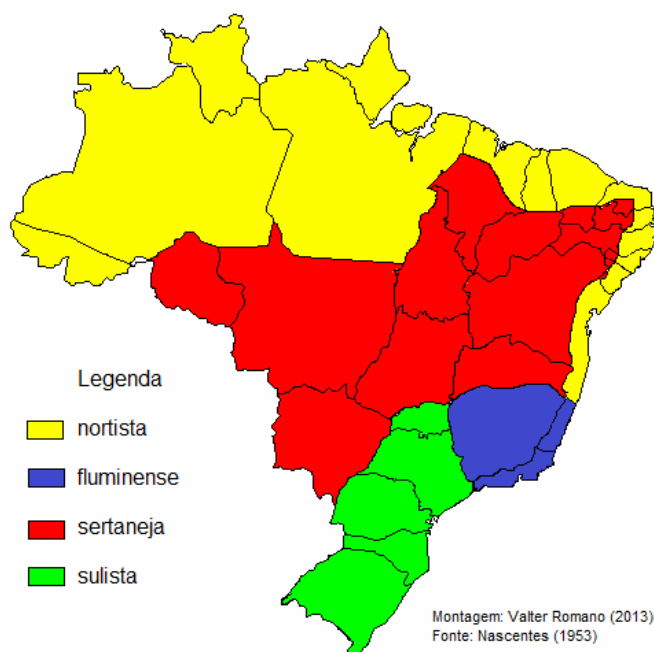 Legenda
nortista
fluminense
sertaneja
sulista
Montagem: Valter Romano (2013)
Fonte: Nascentes (1953)